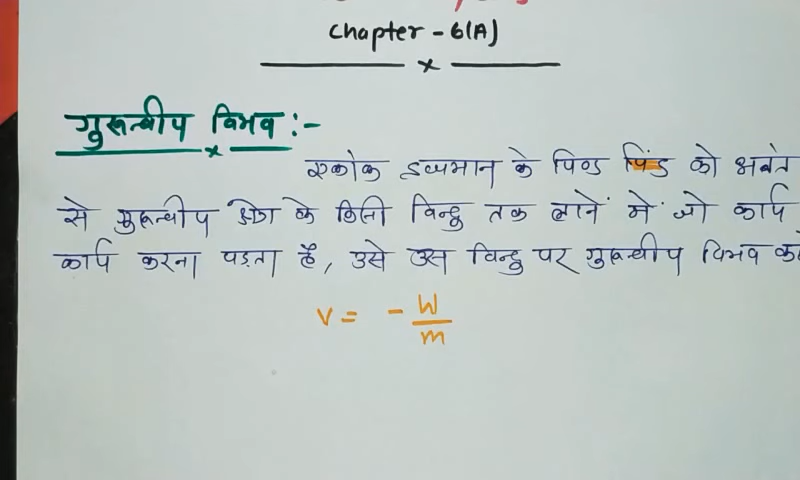 Chapter - 6(A)
गुरूत्वीय विभव :-
एकांक द्रव्यमान के पिण्ड पिंड को अनंत
से गुरूत्वीय क्षेत्र के किसी विन्दु तक लाने में जो कार्य
कार्य करना पड़ता है, उसे उस विन्दु पर गुरूत्वीय विभव
V = - W/m